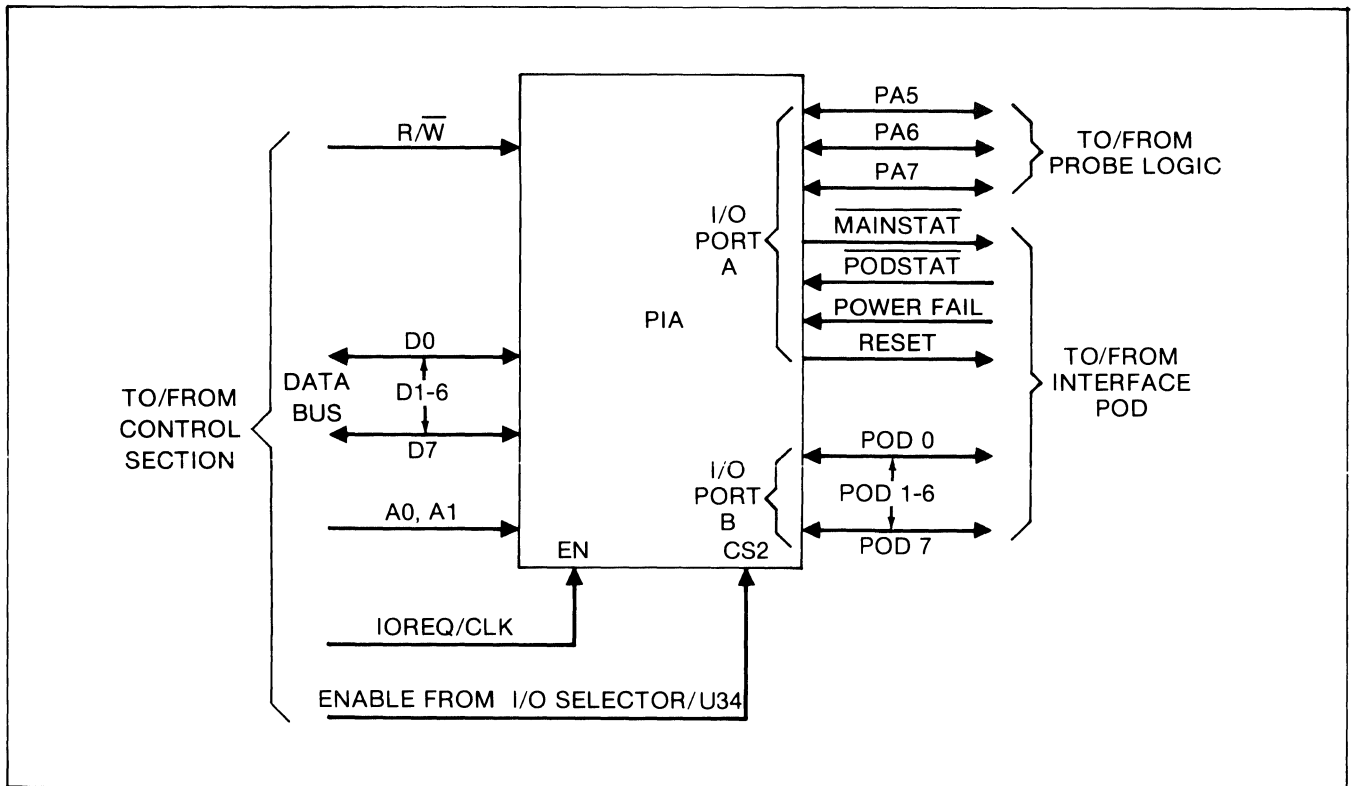 R/W̅
PA5
PA6
PA7
TO/FROM
PROBE LOGIC
I/O
PORT
A
M̅A̅I̅N̅S̅T̅A̅T̅
P̅O̅D̅S̅T̅A̅T̅
POWER FAIL
RESET
PIA
TO/FROM
CONTROL
SECTION
DATA
BUS
D0
D1-6
D7
A0, A1
TO/FROM
INTERFACE
POD
I/O
PORT
B
POD 0
POD 1-6
POD 7
EN
CS2
IOREQ/CLK
ENABLE FROM I/O SELECTOR/U34